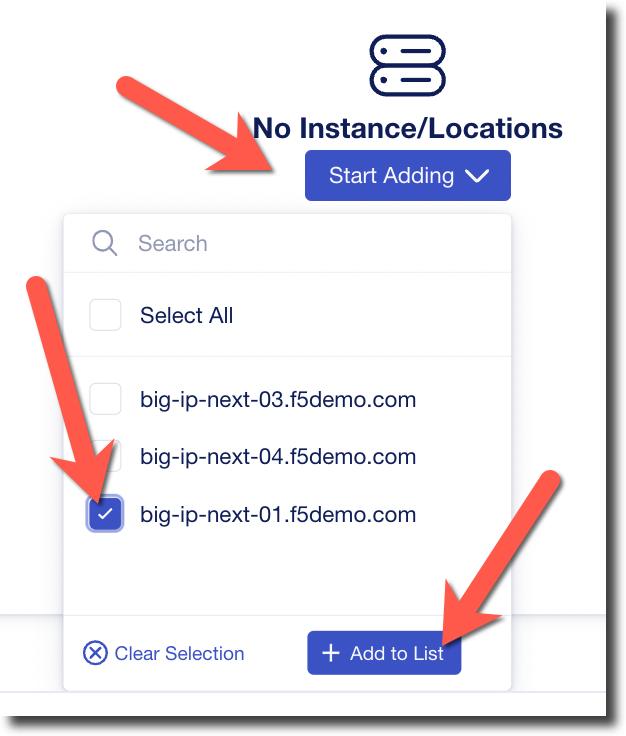 No Instance/Locations
Start Adding
Search
Select All
big-ip-next-03.f5demo.com
big-ip-next-04.f5demo.com
big-ip-next-01.f5demo.com
Clear Selection
+ Add to List